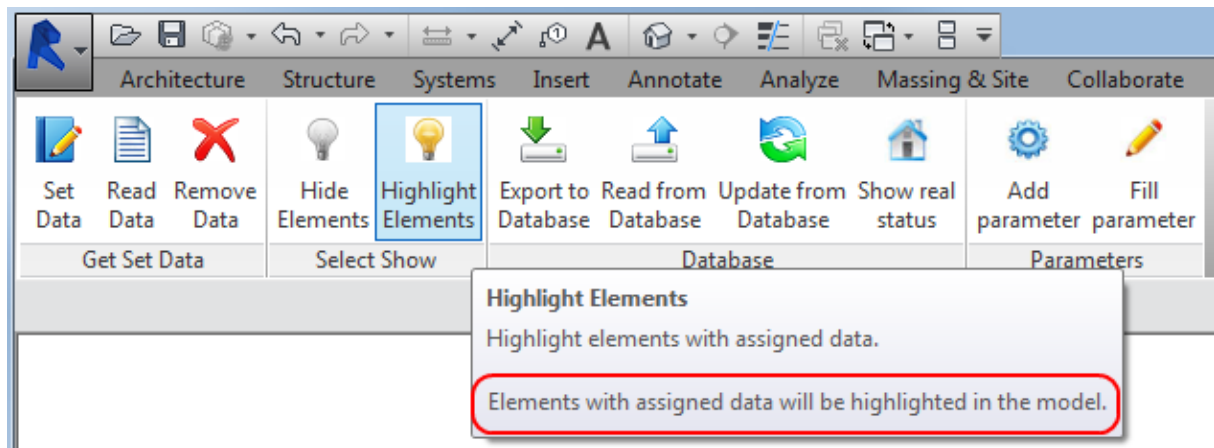 A
Architecture Structure Systems Insert Annotate Analyze Massing & Site Collaborate
Set Read Remove Hide Highlight Export to Read from Update from Show real Add Fill
Data Data Data Elements Elements Database Database Database status parameter parameter
Get Set Data Select Show Database Parameters
Highlight Elements
Highlight elements with assigned data.
Elements with assigned data will be highlighted in the model.